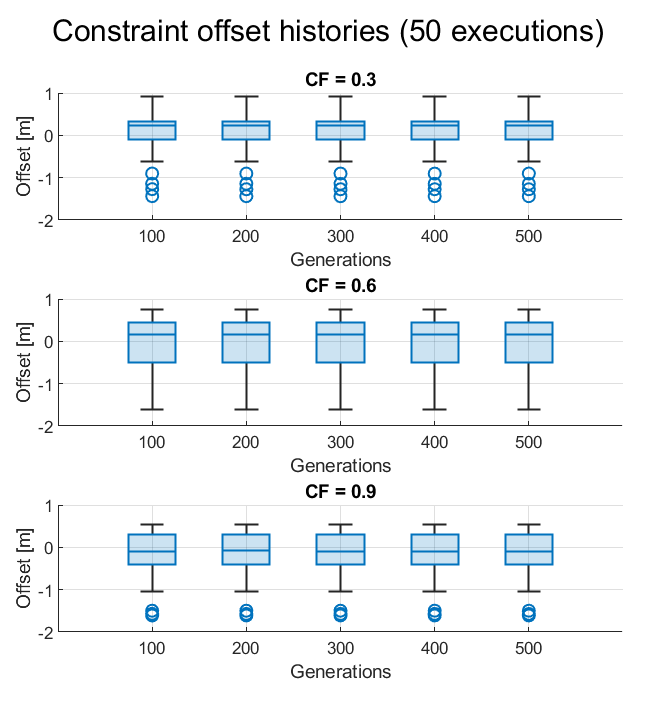 Constraint offset histories (50 executions)
CF = 0.3
Offset [m]
1
0
-1
-2
100 200 300 400 500
Generations
CF = 0.6
Offset [m]
1
0
-1
-2
100 200 300 400 500
Generations
CF = 0.9
Offset [m]
1
0
-1
-2
100 200 300 400 500
Generations